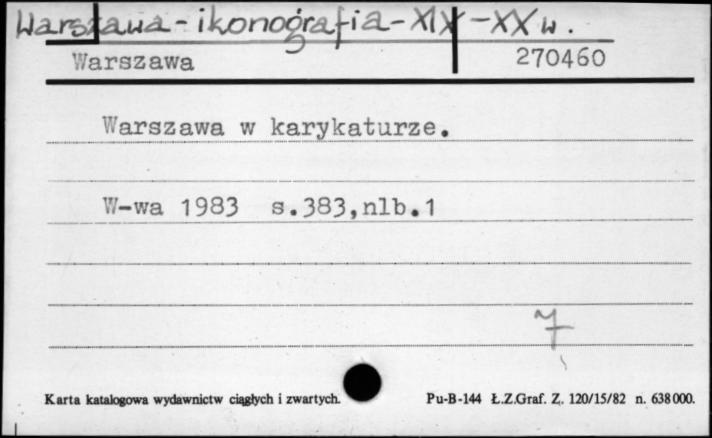 Warszawa - ikonografia - XIX - XX w.
Warszawa 270460
Warszawa w karykaturze.
W-wa 1983 s.383,nlb.1
7
Karta katalogowa wydawnictw ciągłych i zwartych. Pu-B-144 Ł.Z.Graf. Z. 120/15/82 n. 638000.